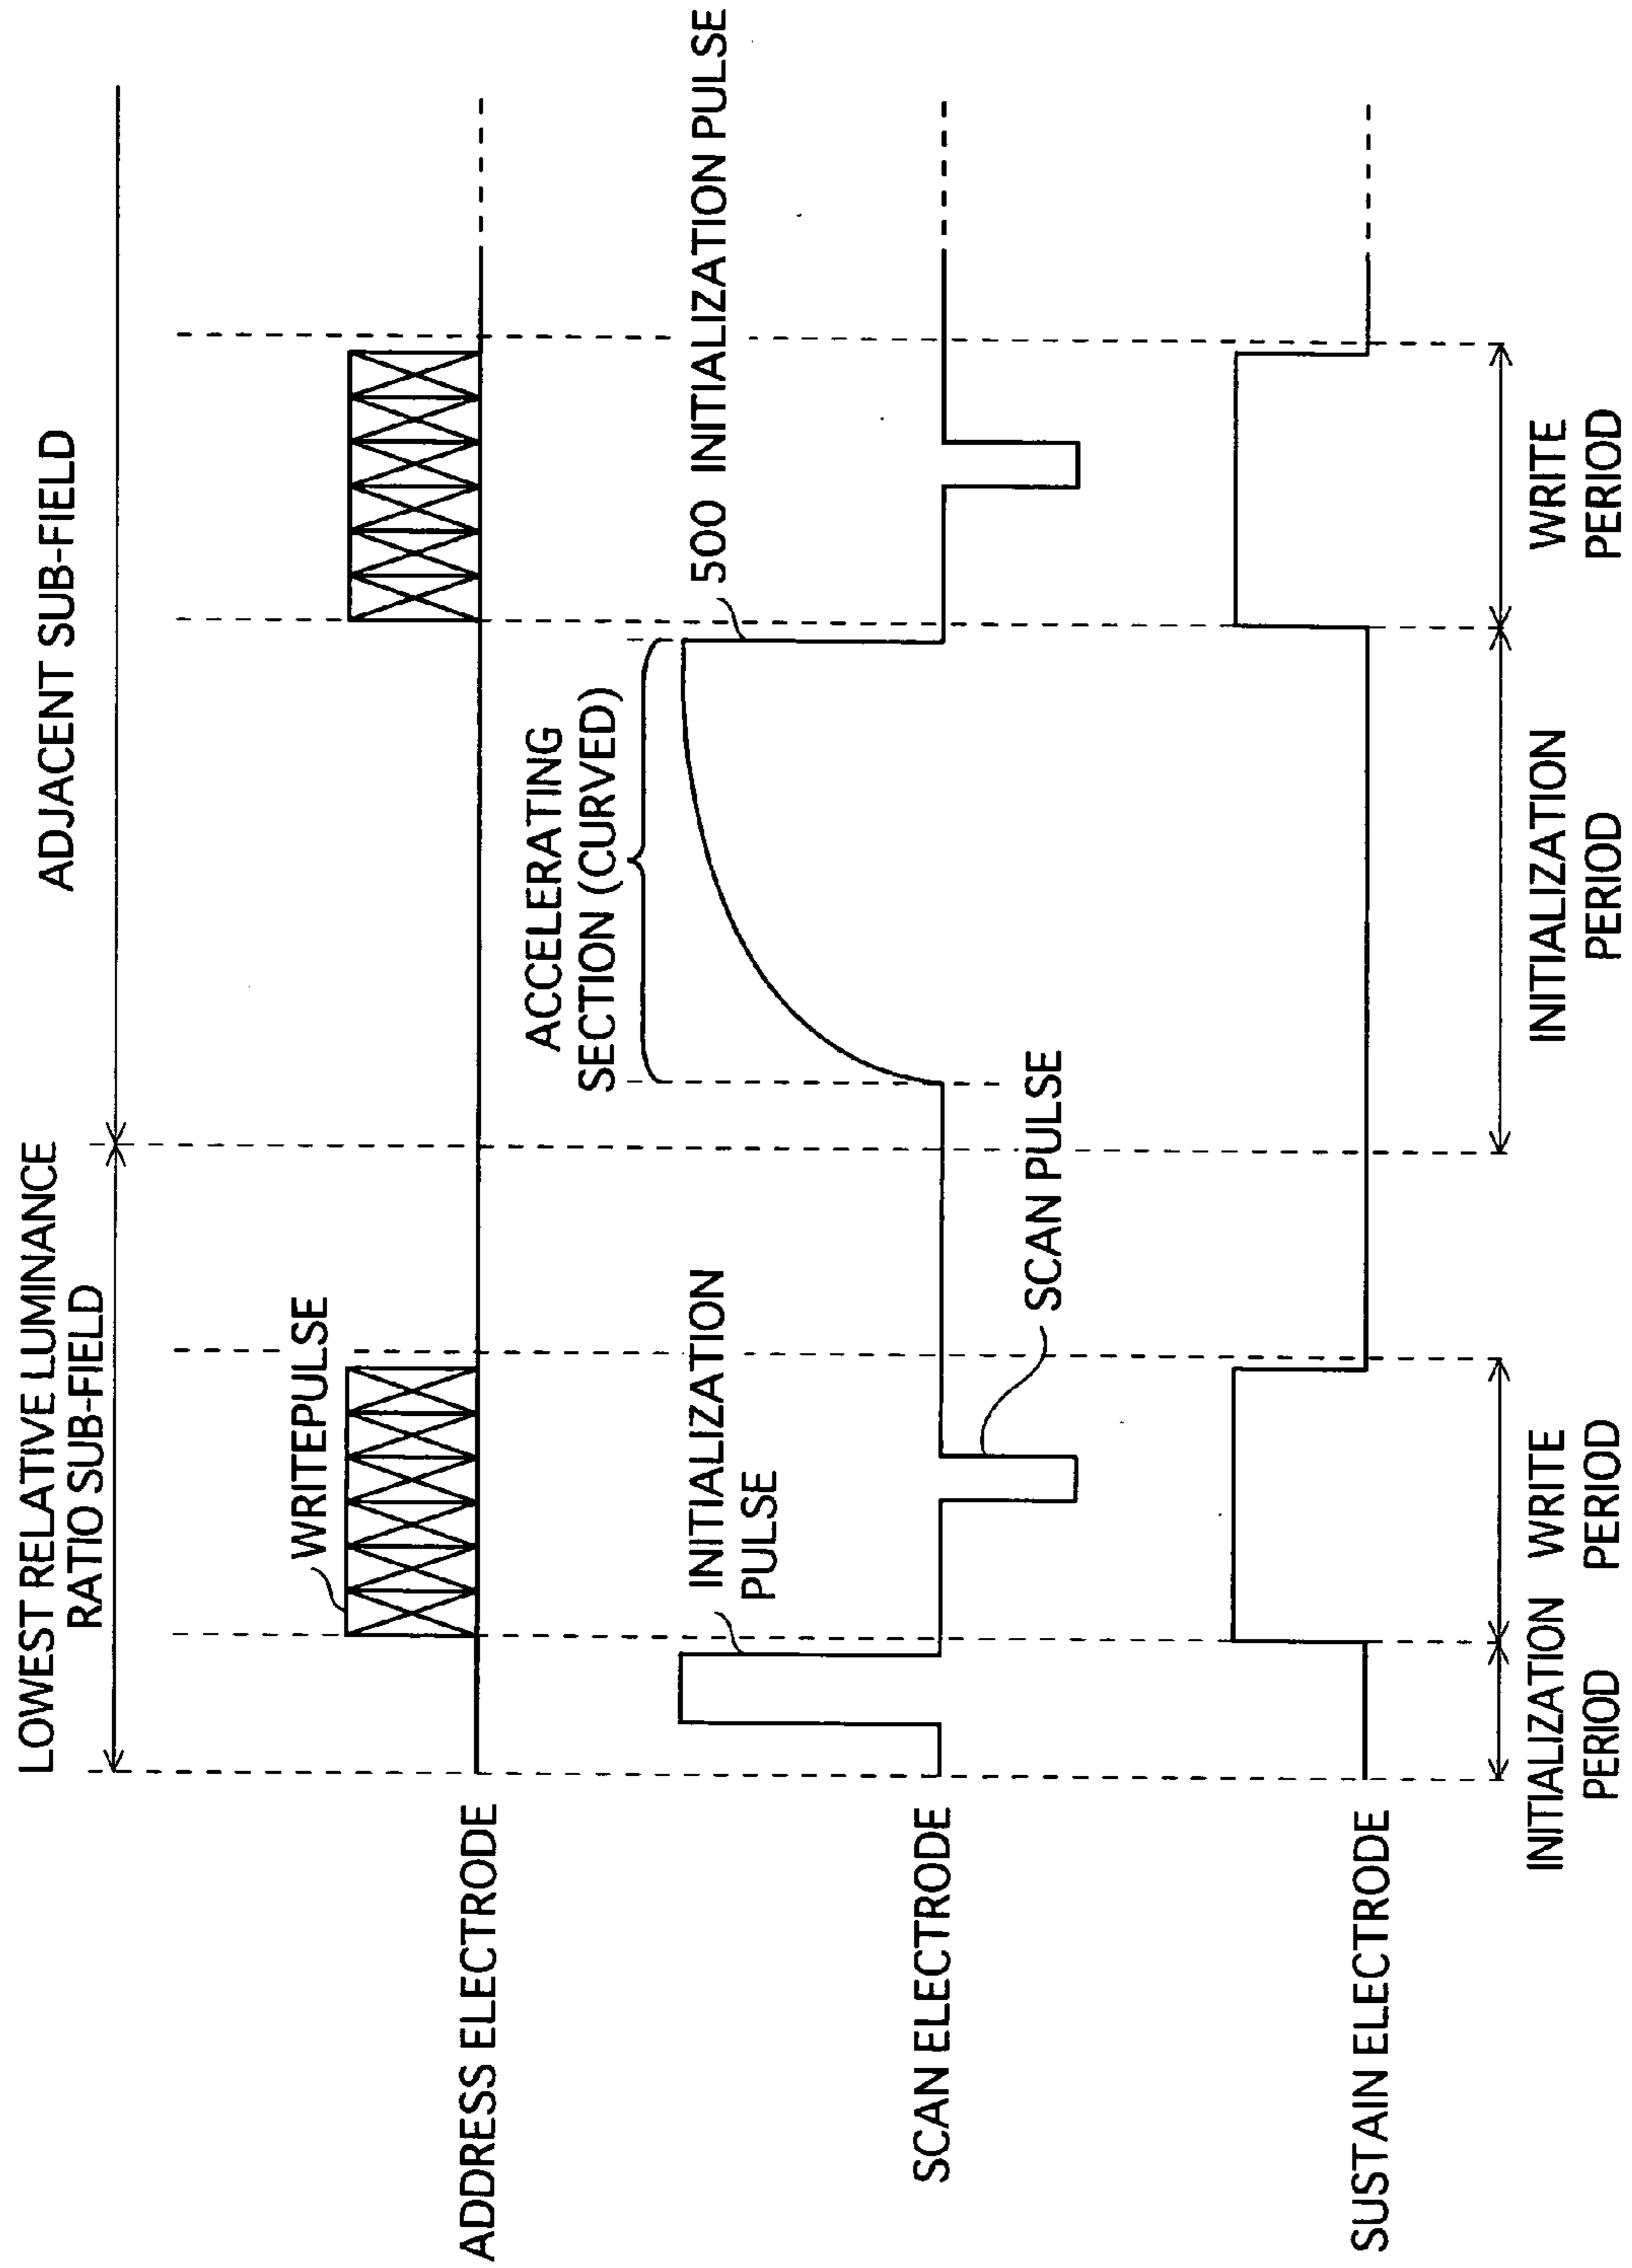 LOWEST RELATIVE LUMINANCE
RATIO SUB-FIELD
ADJACENT SUB-FIELD
WRITEPULSE
ADDRESS ELECTRODE
ACCELERATING
SECTION (CURVED)
INITIALIZATION
PULSE
500 INITIALIZATION PULSE
SCAN ELECTRODE
SCAN PULSE
SUSTAIN ELECTRODE
INITIALIZATION
PERIOD
WRITE
PERIOD
INITIALIZATION
PERIOD
WRITE
PERIOD